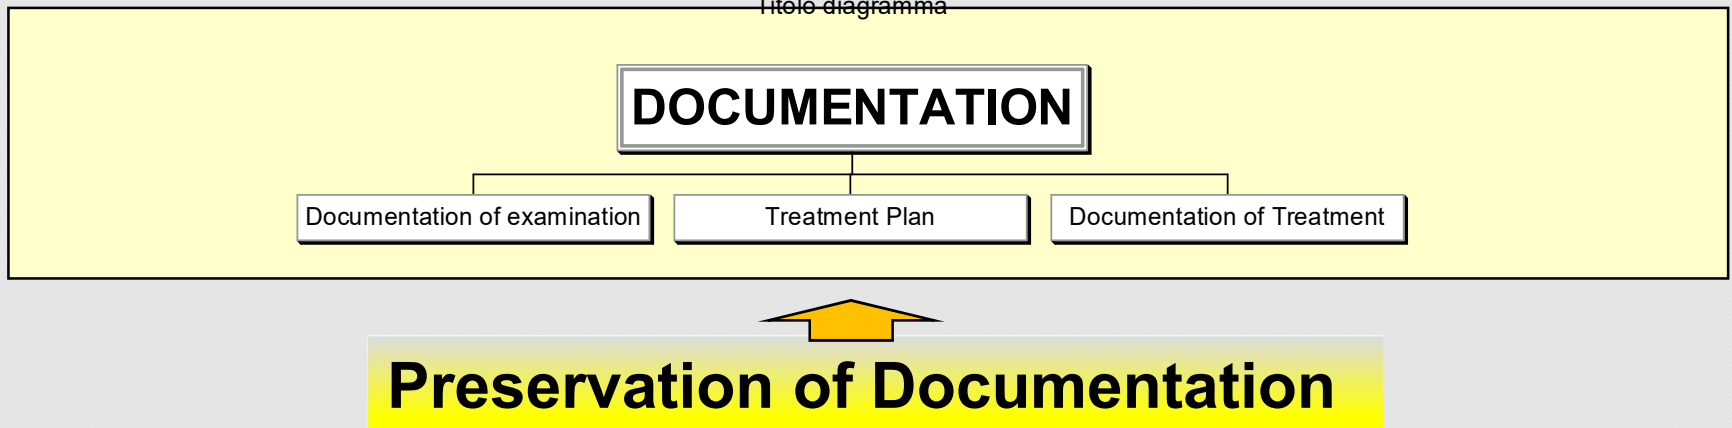 Titolo diagramma
DOCUMENTATION
Documentation of examination
Treatment Plan
Documentation of Treatment
Preservation of Documentation